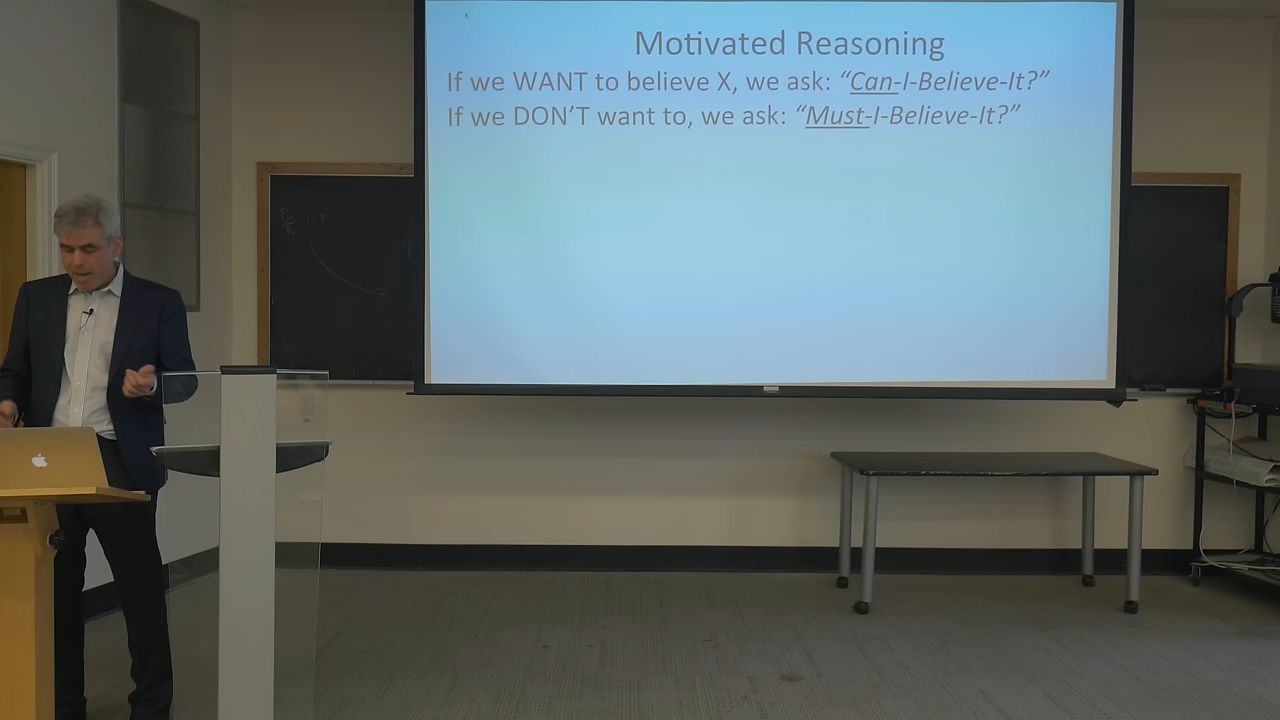 Motivated Reasoning
If we WANT to believe X, we ask: “Can-I-Believe-It?”
If we DON’T want to, we ask: “Must-I-Believe-It?”